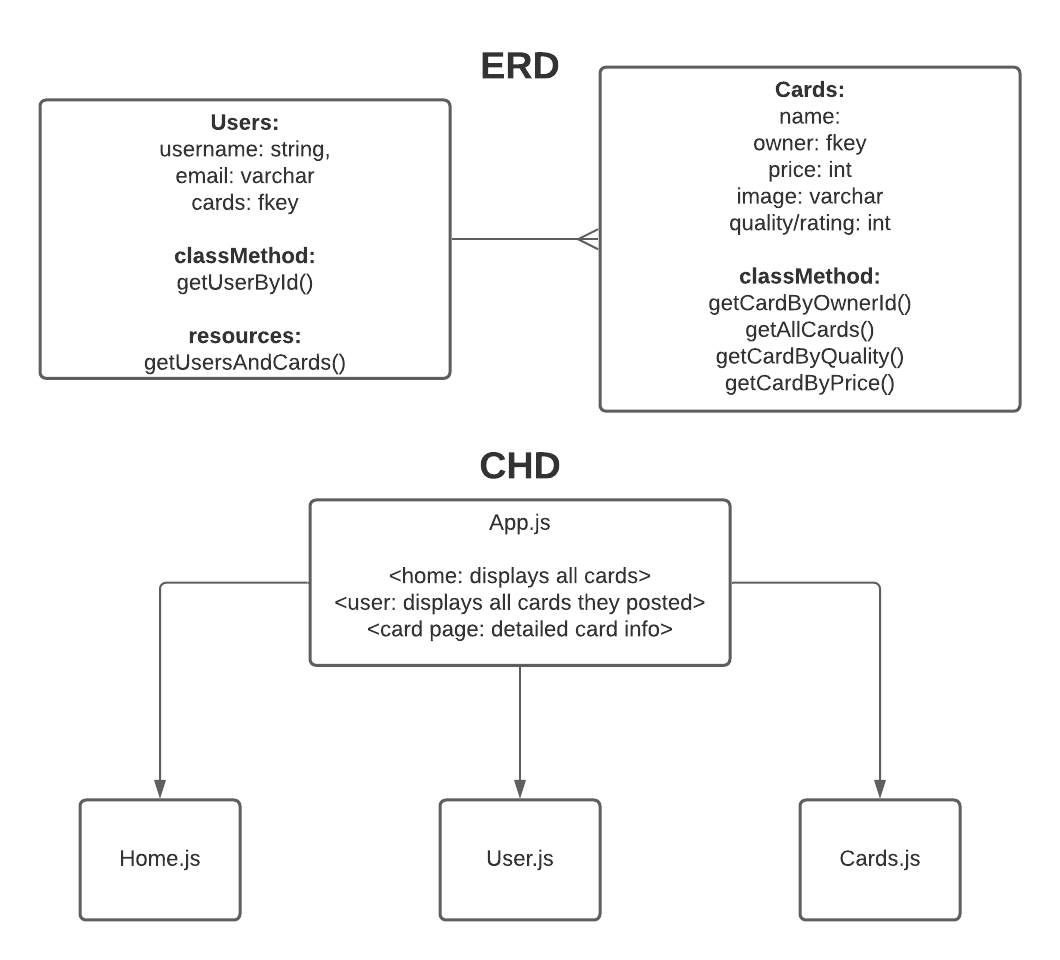 ERD
Users:
username: string,
email: varchar
cards: fkey
classMethod:
getUserById()
resources:
getUsersAndCards()
Cards:
name:
owner: fkey
price: int
image: varchar
quality/rating: int
classMethod:
getCardByOwnerId()
getAllCards()
getCardByQuality()
getCardByPrice()
CHD
App.js
<home: displays all cards>
<user: displays all cards they posted>
<card page: detailed card info>
Home.js
User.js
Cards.js